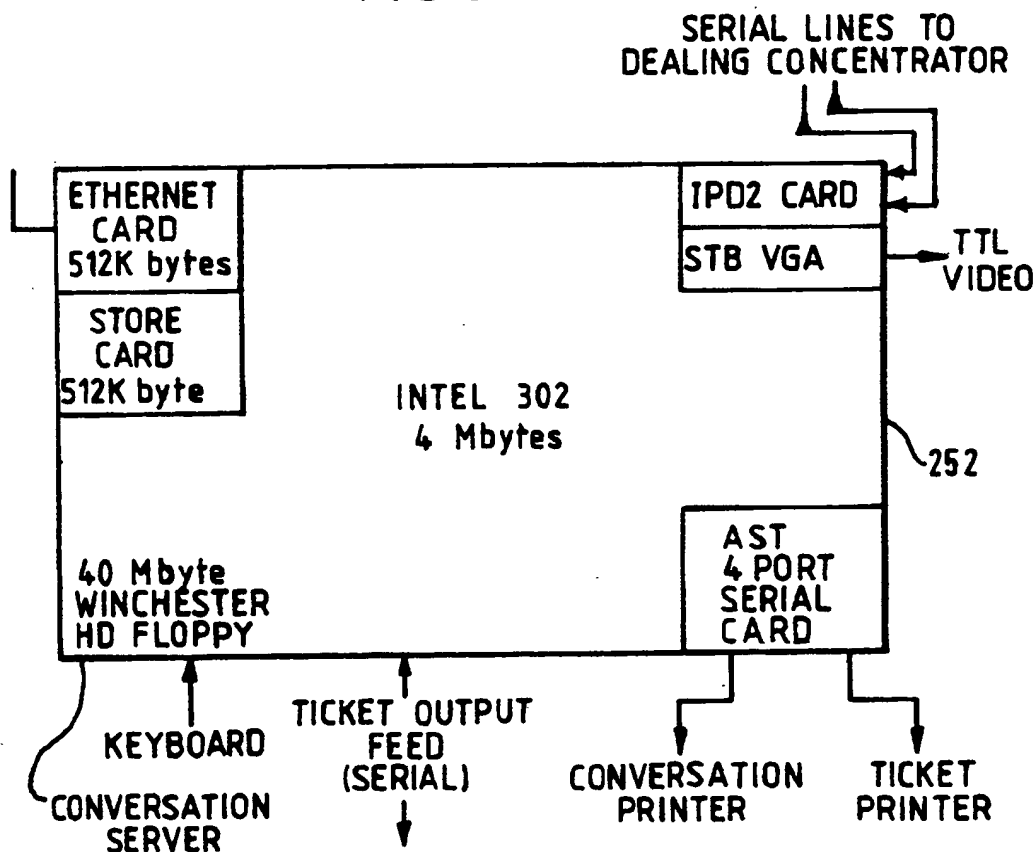 SERIAL LINES TO
DEALING CONCENTRATOR
ETHERNET
CARD
512K bytes
STORE
CARD
512K byte
IPD2 CARD
STB VGA
TTL
VIDEO
INTEL 302
4 Mbytes
252
AST
4 PORT
SERIAL
CARD
40 Mbyte
WINCHESTER
HD FLOPPY
KEYBOARD
CONVERSATION
SERVER
TICKET OUTPUT
FEED
(SERIAL)
CONVERSATION
PRINTER
TICKET
PRINTER